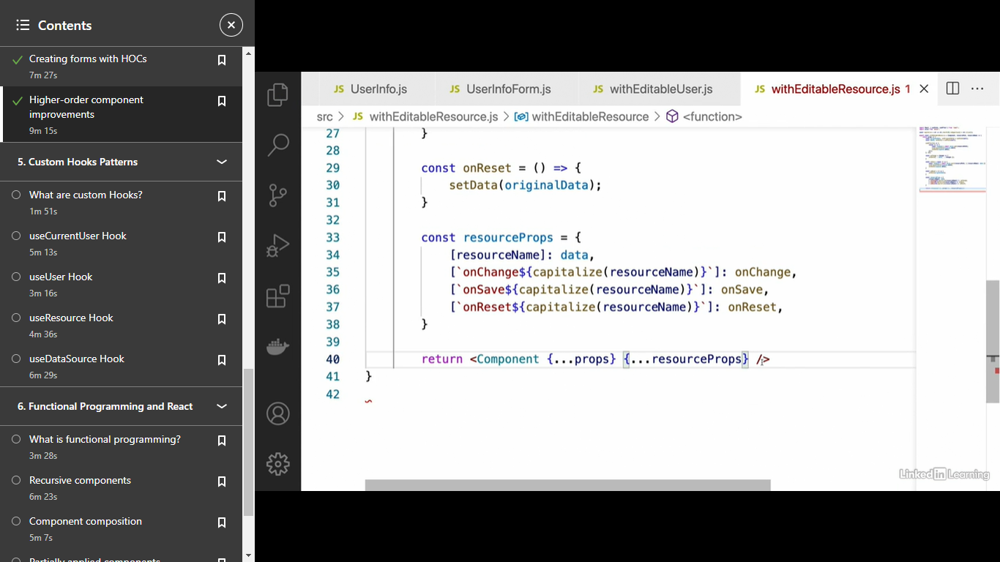 Contents
Creating forms with HOCs
7m 27s
Higher-order component
improvements
9m 15s
5. Custom Hooks Patterns
What are custom Hooks?
1m 51s
useCurrentUser Hook
5m 13s
useUser Hook
3m 16s
useResource Hook
4m 36s
useDataSource Hook
6m 29s
6. Functional Programming and React
What is functional programming?
3m 28s
Recursive components
6m 23s
Component composition
5m 7s
Partially applied components
JS UserInfo.js
JS UserInfoForm.js
JS withEditableUser.js
JS withEditableResource.js 1
src > JS withEditableResource.js > withEditableResource > <function>
27 }
28
29 const onReset = () => {
30 setData(originalData);
31 }
32
33 const resourceProps = {
34 [resourceName]: data,
35 [`onChange${capitalize(resourceName)}`]: onChange,
36 [`onSave${capitalize(resourceName)}`]: onSave,
37 [`onReset${capitalize(resourceName)}`]: onReset,
38 }
39
40 return <Component {...props} {...resourceProps} />
41 }
42
LinkedIn Learning